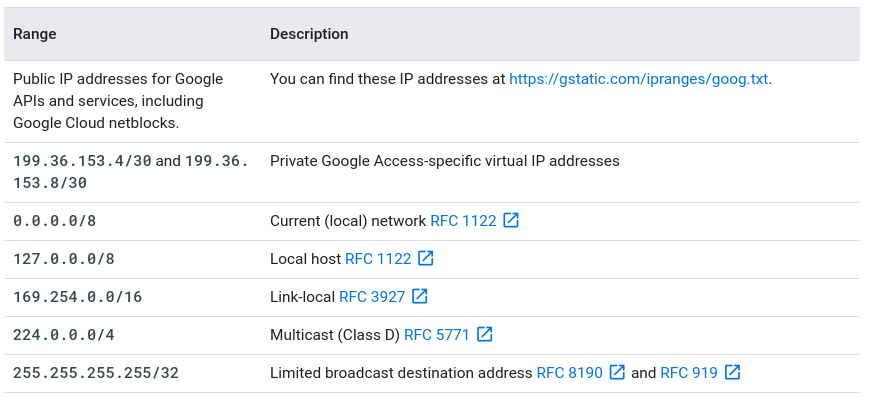 Range Description
Public IP addresses for Google You can find these IP addresses at https://gstatic.com/ipranges/goog.txt.
APIs and services, including
Google Cloud netblocks.
199.36.153.4/30 and 199.36. Private Google Access-specific virtual IP addresses
153.8/30
0.0.0.0/8 Current (local) network RFC 1122
127.0.0.0/8 Local host RFC 1122
169.254.0.0/16 Link-local RFC 3927
224.0.0.0/4 Multicast (Class D) RFC 5771
255.255.255.255/32 Limited broadcast destination address RFC 8190 and RFC 919